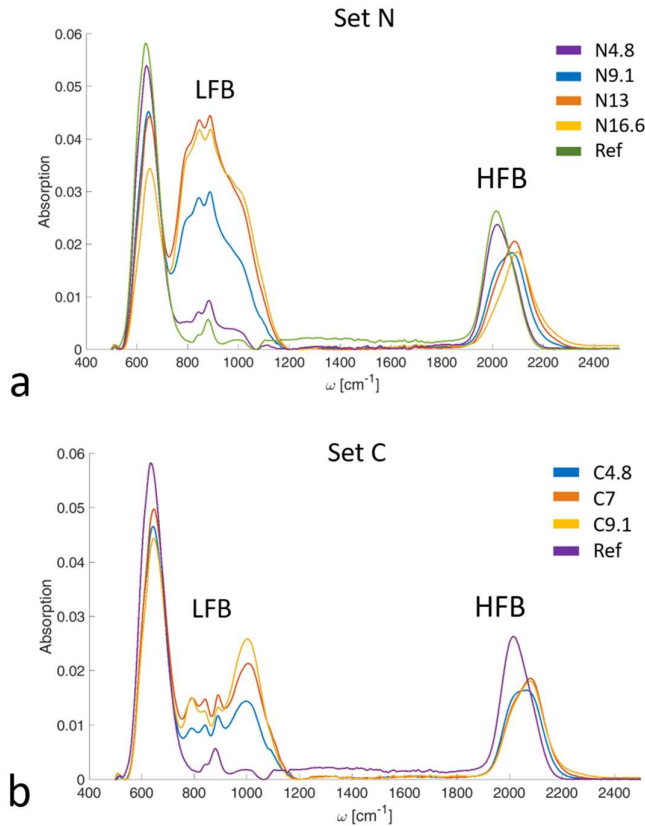 Set N
0.06
0.05
0.04
0.03
0.02
0.01
0
Absorption
LFB
HFB
N4.8
N9.1
N13
N16.6
Ref
400 600 800 1000 1200 1400 1600 1800 2000 2200 2400
ω [cm-1]
a
Set C
0.06
0.05
0.04
0.03
0.02
0.01
0
Absorption
LFB
HFB
C4.8
C7
C9.1
Ref
400 600 800 1000 1200 1400 1600 1800 2000 2200 2400
ω [cm-1]
b